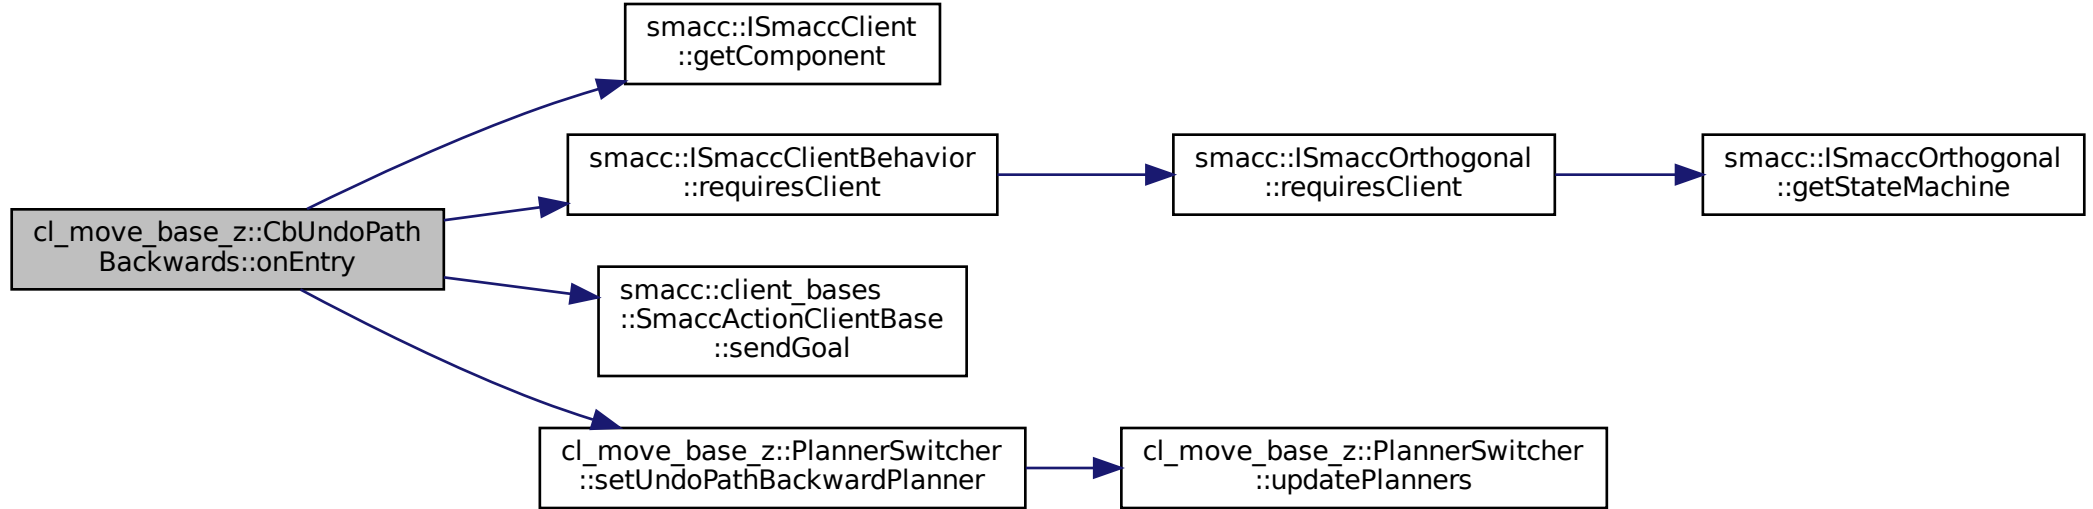 smacc::ISmaccClient
::getComponent
smacc::ISmaccClientBehavior
::requiresClient
smacc::ISmaccOrthogonal
::requiresClient
smacc::ISmaccOrthogonal
::getStateMachine
cl_move_base_z::CbUndoPath
Backwards::onEntry
smacc::client_bases
::SmaccActionClientBase
::sendGoal
cl_move_base_z::PlannerSwitcher
::setUndoPathBackwardPlanner
cl_move_base_z::PlannerSwitcher
::updatePlanners